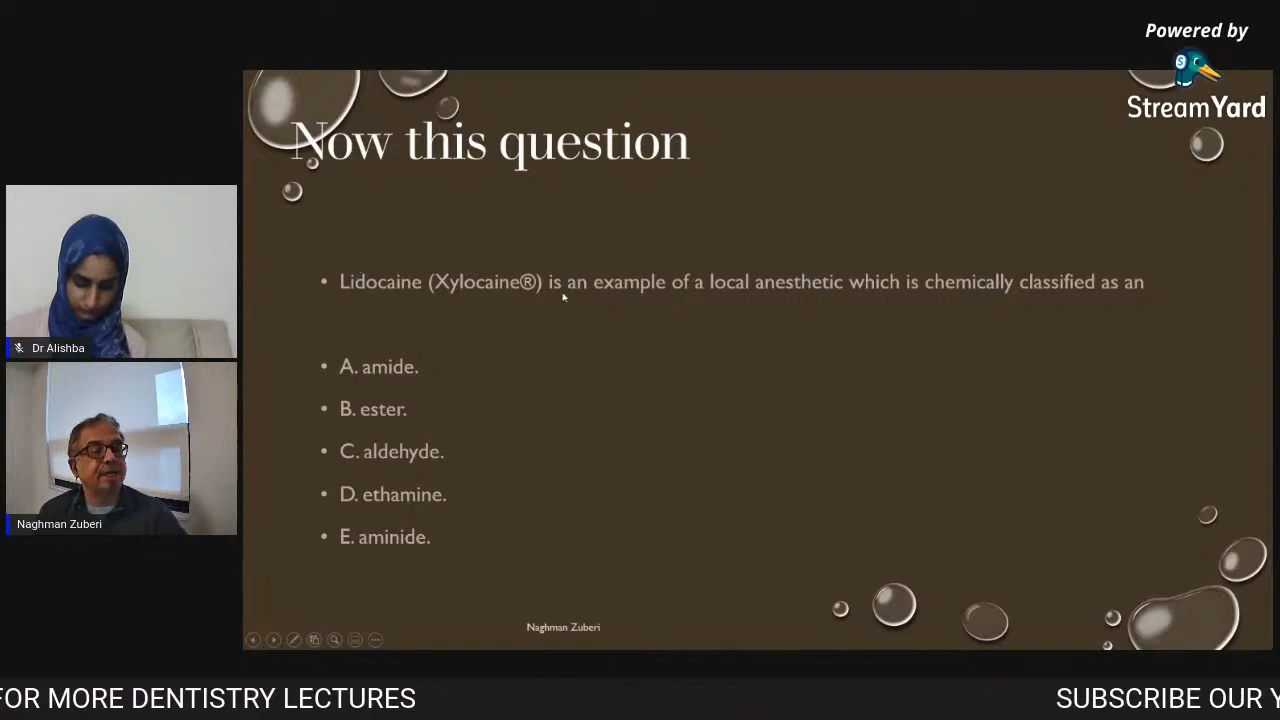 Powered by
StreamYard
Now this question
• Lidocaine (Xylocaine®) is an example of a local anesthetic which is chemically classified as an
• A. amide.
• B. ester.
• C. aldehyde.
• D. ethamine.
• E. aminide.
Dr Alishba
Naghman Zuberi
Naghman Zuberi
FOR MORE DENTISTRY LECTURES
SUBSCRIBE OUR